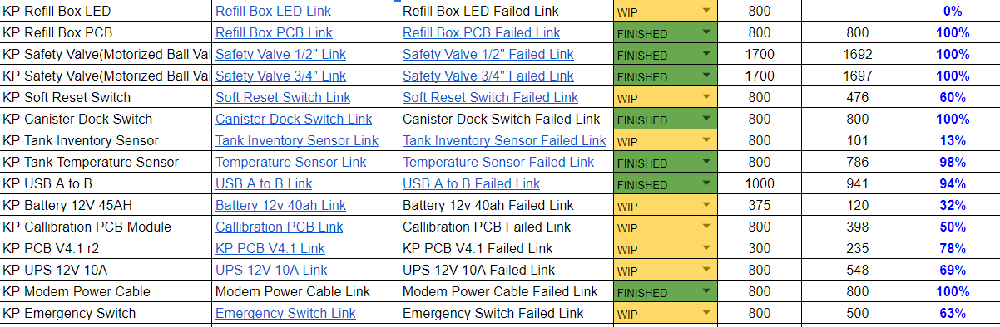 KP Refill Box LED Refill Box LED Link Refill Box LED Failed Link WIP 800 0%
KP Refill Box PCB Refill Box PCB Link Refill Box PCB Failed Link FINISHED 800 800 100%
KP Safety Valve(Motorized Ball Val Safety Valve 1/2" Link Safety Valve 1/2" Failed Link FINISHED 1700 1692 100%
KP Safety Valve(Motorized Ball Val Safety Valve 3/4" Link Safety Valve 3/4" Failed Link FINISHED 1700 1697 100%
KP Soft Reset Switch Soft Reset Switch Link Soft Reset Switch Failed Link WIP 800 476 60%
KP Canister Dock Switch Canister Dock Switch Link Canister Dock Switch Failed Link FINISHED 800 800 100%
KP Tank Inventory Sensor Tank Inventory Sensor Link Tank Inventory Sensor Failed Link WIP 800 101 13%
KP Tank Temperature Sensor Temperature Sensor Link Temperature Sensor Failed Link FINISHED 800 786 98%
KP USB A to B USB A to B Link USB A to B Failed Link FINISHED 1000 941 94%
KP Battery 12V 45AH Battery 12v 40ah Link Battery 12v 40ah Failed Link WIP 375 120 32%
KP Callibration PCB Module Callibration PCB Link Callibration PCB Failed Link WIP 800 398 50%
KP PCB V4.1 r2 KP PCB V4.1 Link KP PCB V4.1 Failed Link WIP 300 235 78%
KP UPS 12V 10A UPS 12V 10A Link UPS 12V 10A Failed Link WIP 800 548 69%
KP Modem Power Cable Modem Power Cable Link Modem Power Cable Failed Link FINISHED 800 800 100%
KP Emergency Switch Emergency Switch Link Emergency Switch Failed Link WIP 800 500 63%